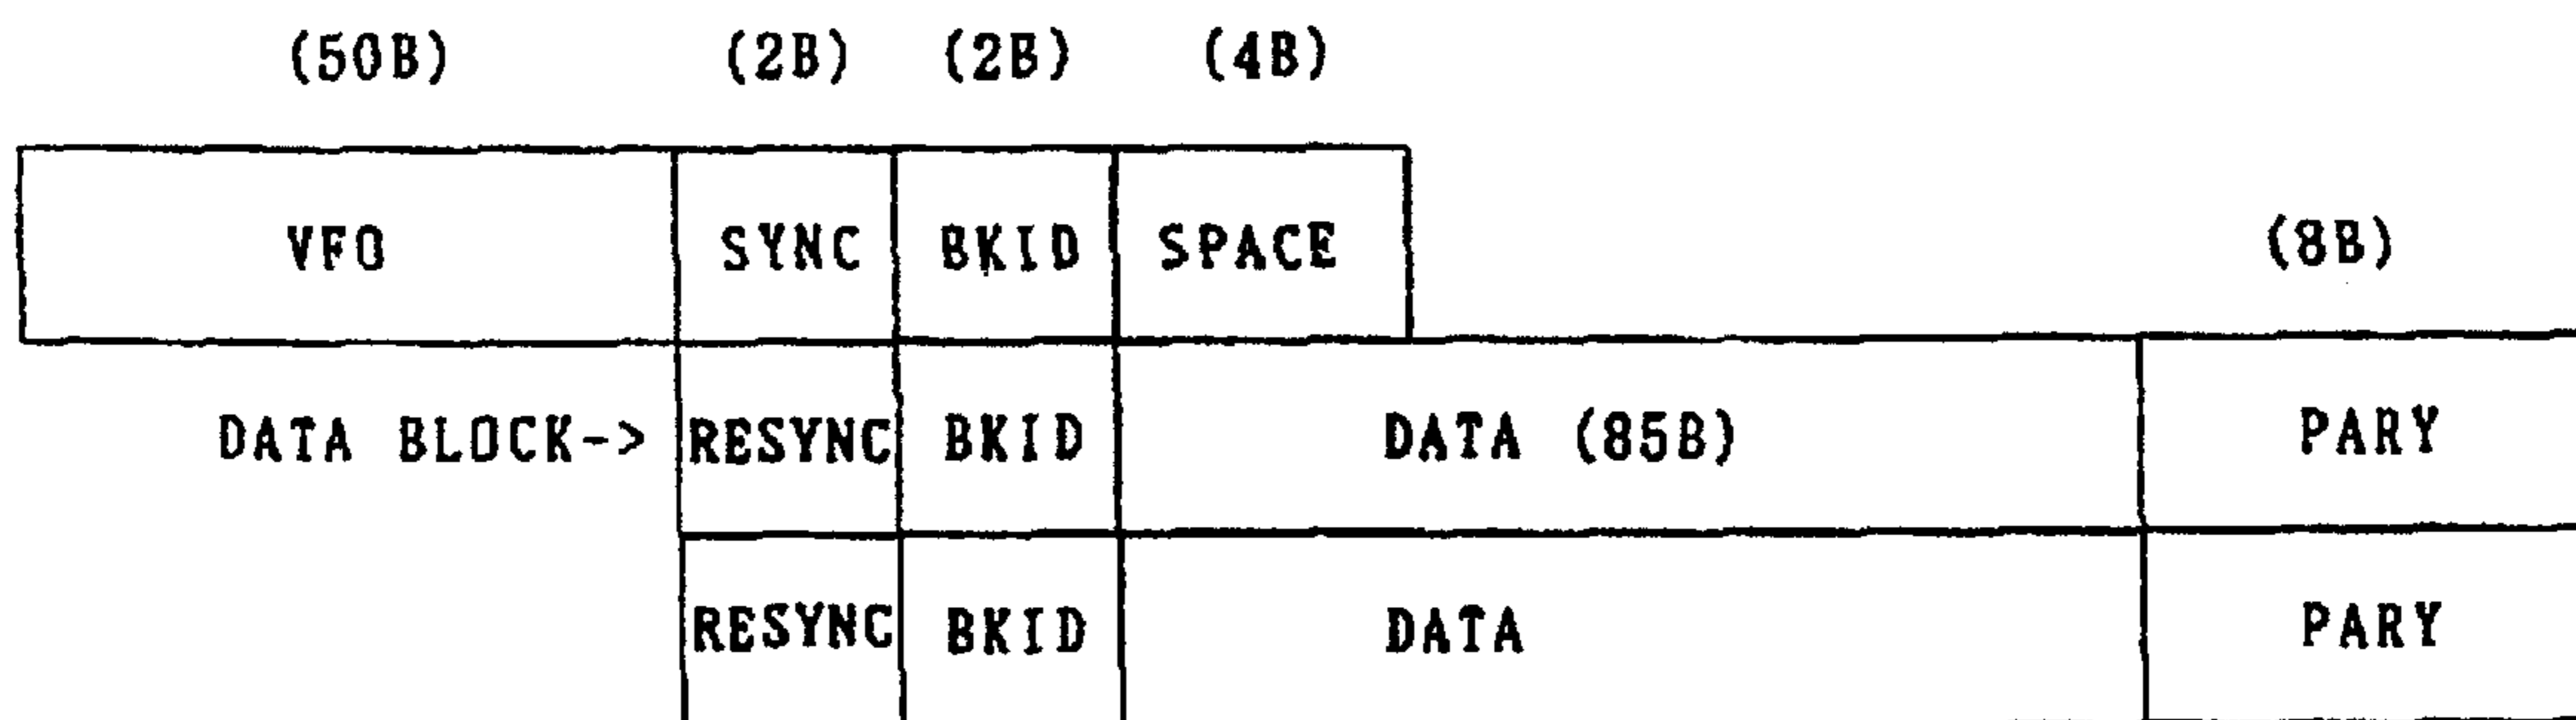 (50B) (2B) (2B) (4B)
VFO SYNC BKID SPACE (8B)
DATA BLOCK-> RESYNC BKID DATA (85B) PARY
RESYNC BKID DATA PARY